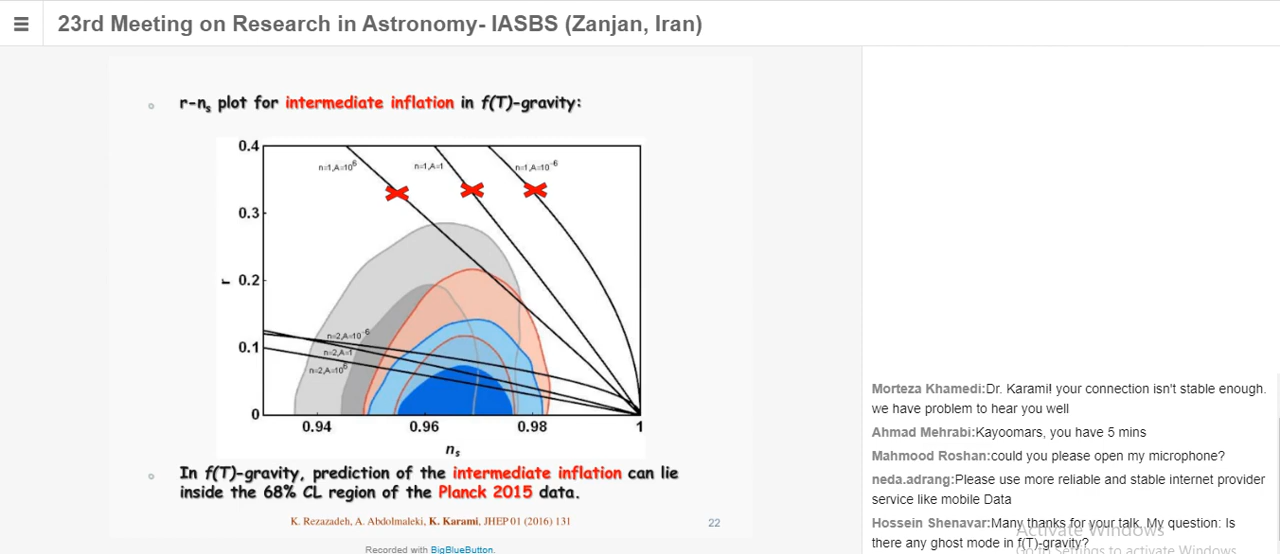 ☰ 23rd Meeting on Research in Astronomy- IASBS (Zanjan, Iran)
r-ns plot for intermediate inflation in f(T)-gravity:
0.4
0.3
0.2
0.1
0
r
n=1,A=10^6
n=1,A=1
n=1,A=10^-6
n=2,A=10^-6
n=2,A=1
n=2,A=10^6
0.94 0.96 0.98 1
ns
In f(T)-gravity, prediction of the intermediate inflation can lie
inside the 68% CL region of the Planck 2015 data.
K. Rezazadeh, A. Abdolmaleki, K. Karami, JHEP 01 (2016) 131
22
Recorded with BigBlueButton.
Morteza Khamedi:Dr. Karami! your connection isn't stable enough.
we have problem to hear you well
Ahmad Mehrabi:Kayoomars, you have 5 mins
Mahmood Roshan:could you please open my microphone?
neda.adrang:Please use more reliable and stable internet provider
service like mobile Data
Hossein Shenavar:Many thanks for your talk. My question: Is
there any ghost mode in f(T)-gravity?
Activate Windows
Go to Settings to activate Windows.